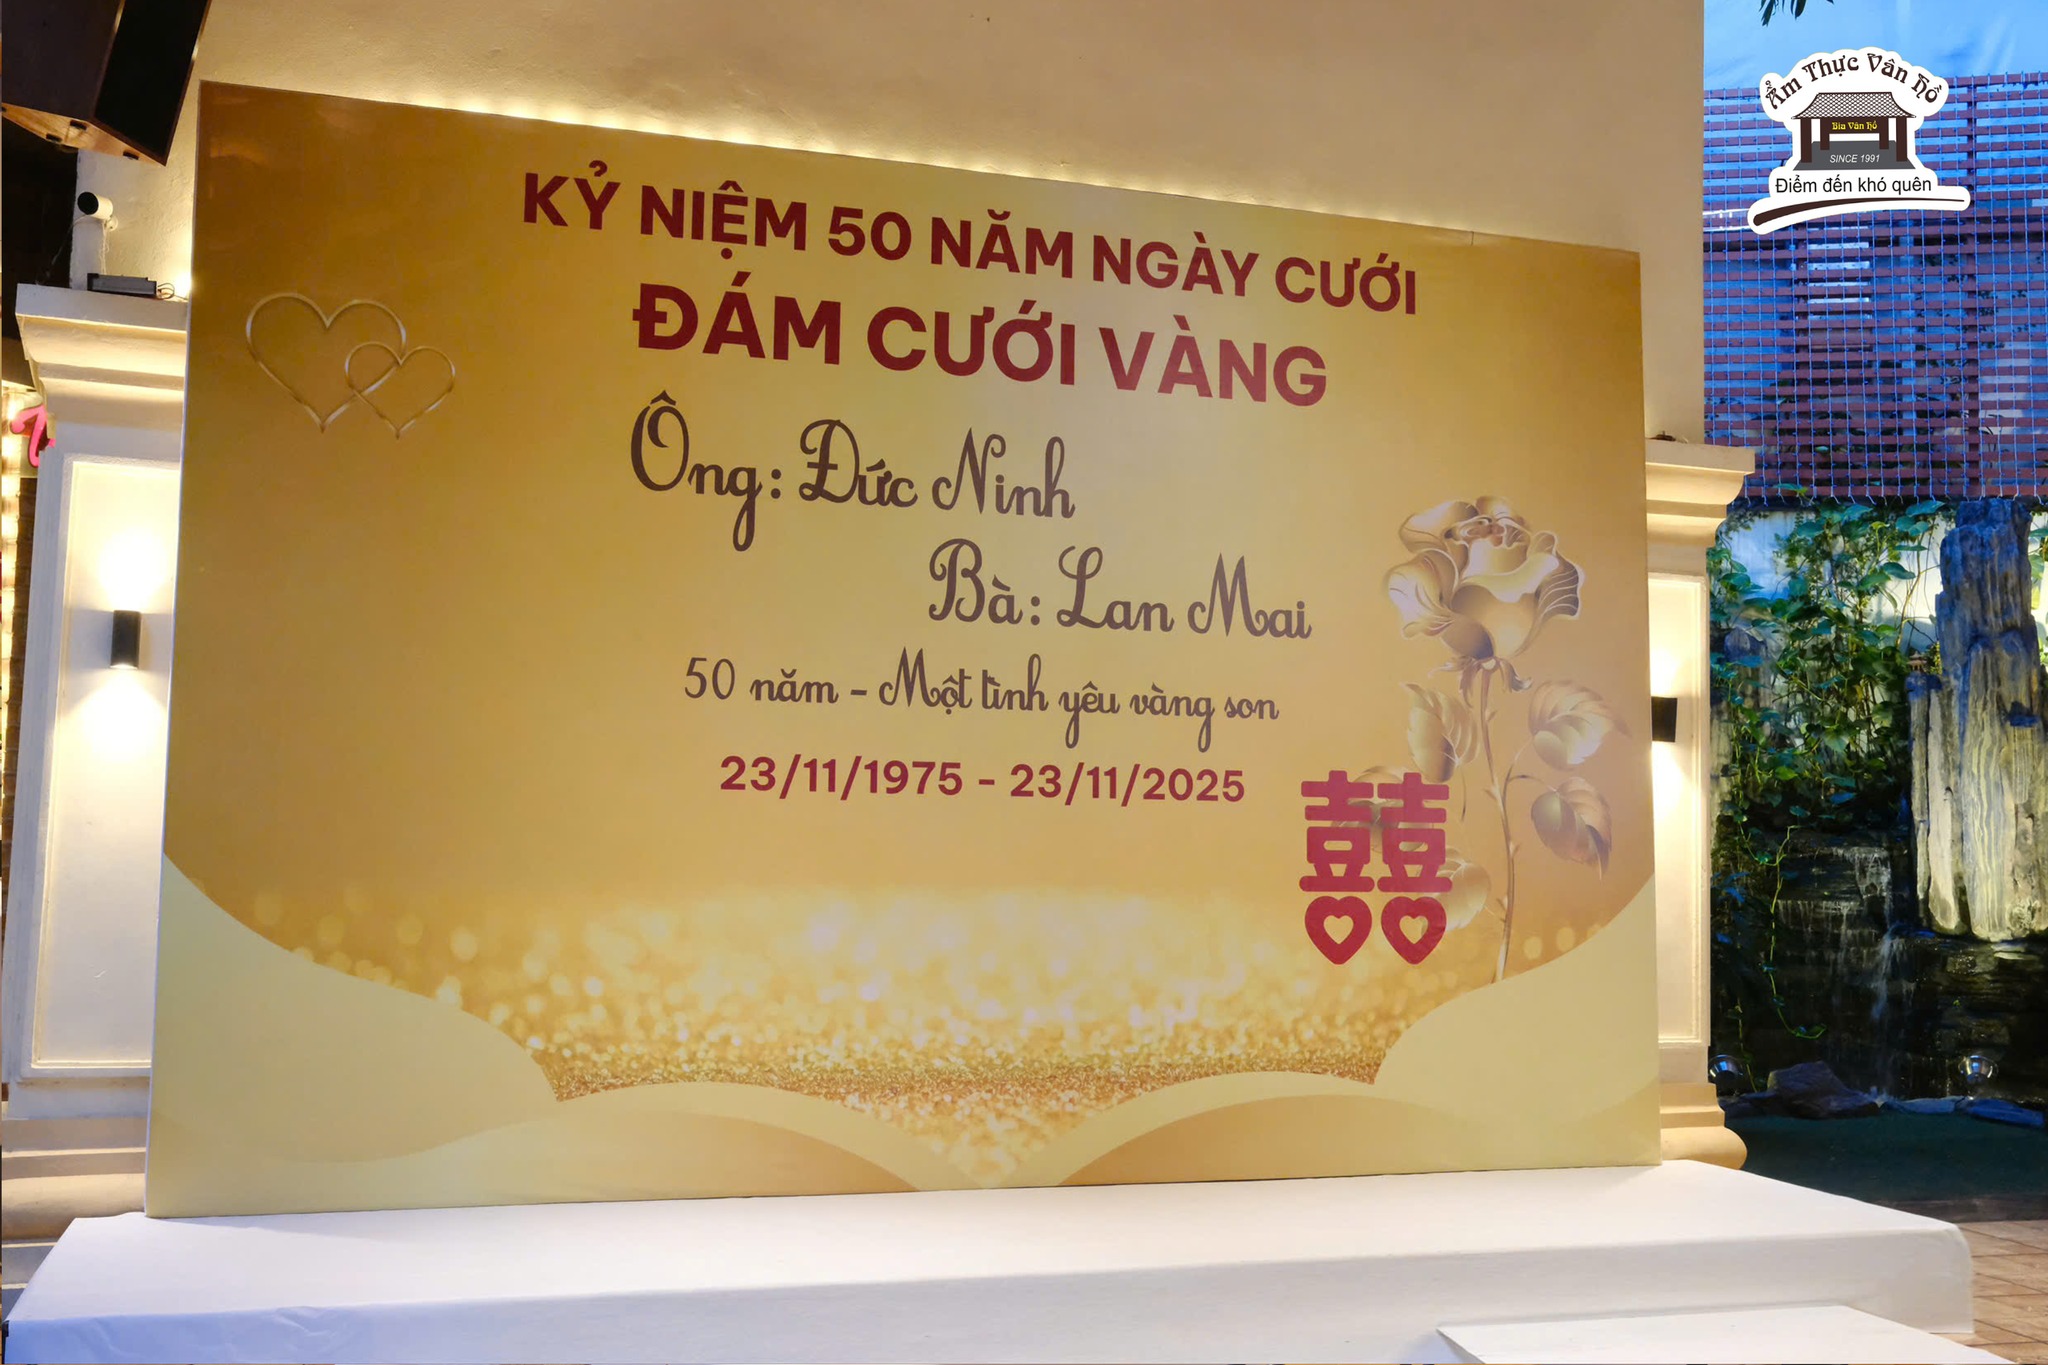 KỶ NIỆM 50 NĂM NGÀY CƯỚI
ĐÁM CƯỚI VÀNG
Ông: Đức Ninh
Bà: Lan Mai
50 năm - Một tình yêu vàng son
23/11/1975 - 23/11/2025
囍
Ẩm Thực Vân Hồ
Bia Vân Hồ
SINCE 1991
Điểm đến khó quên